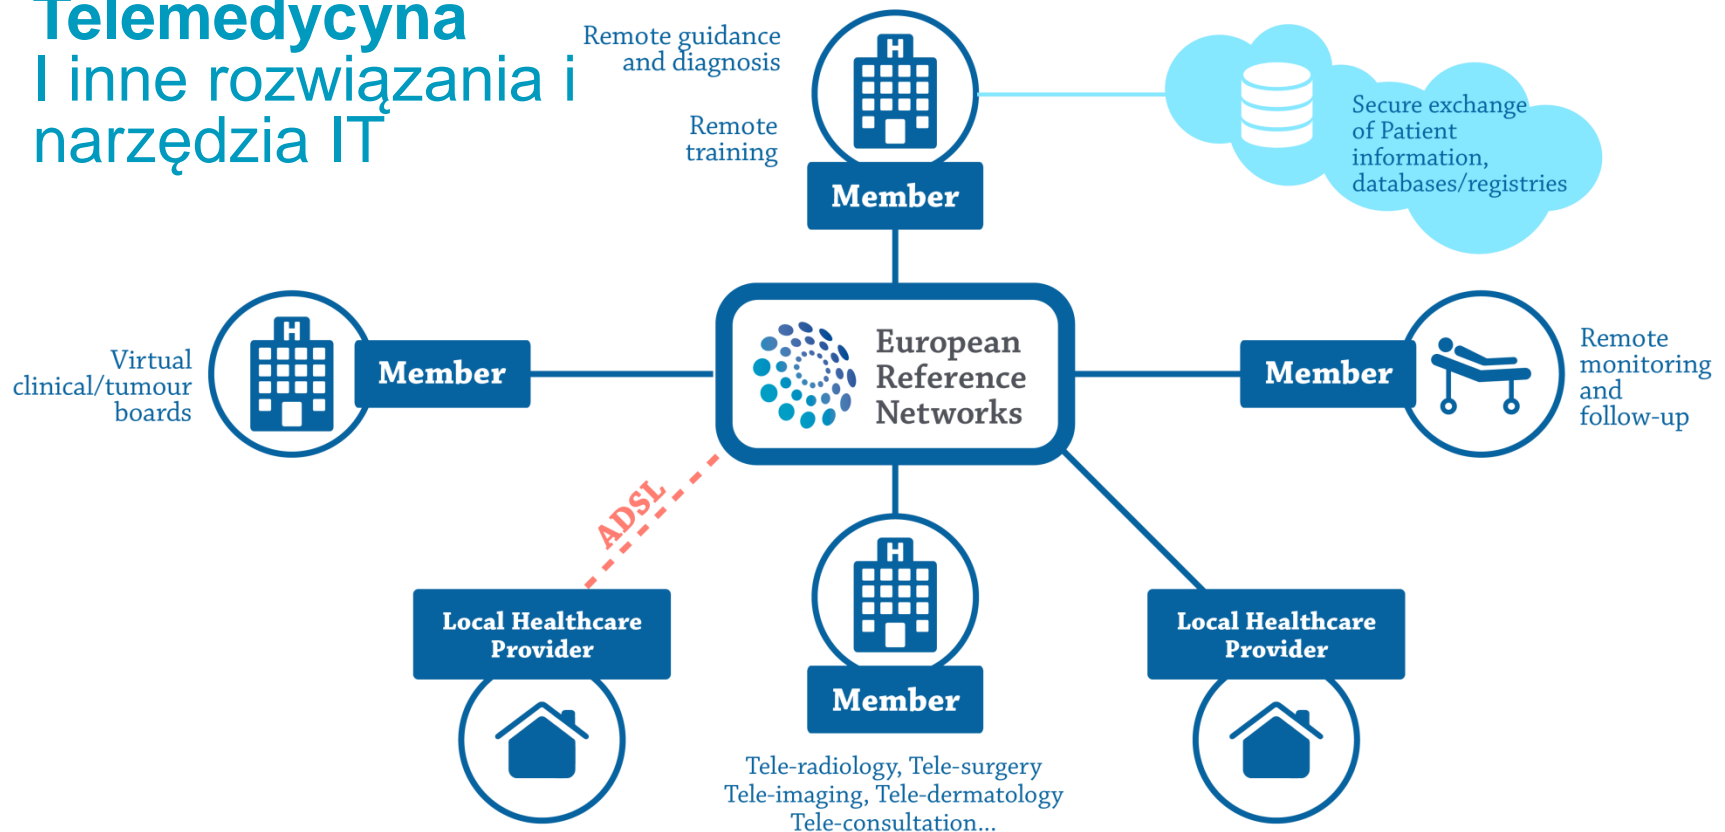 Telemedycyna
I inne rozwiązania i
narzędzia IT
Remote guidance
and diagnosis
Remote
training
H
Member
Secure exchange
of Patient
information,
databases/registries
Virtual
clinical/tumour
boards
H
Member
European
Reference
Networks
Member
Remote
monitoring
and
follow-up
ADSL
Local Healthcare
Provider
H
Member
Tele-radiology, Tele-surgery
Tele-imaging, Tele-dermatology
Tele-consultation...
Local Healthcare
Provider